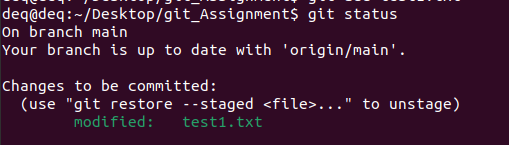 deq@deq:~/Desktop/git_Assignment$ git status
On branch main
Your branch is up to date with 'origin/main'.
Changes to be committed:
  (use "git restore --staged <file>..." to unstage)
        modified:   test1.txt